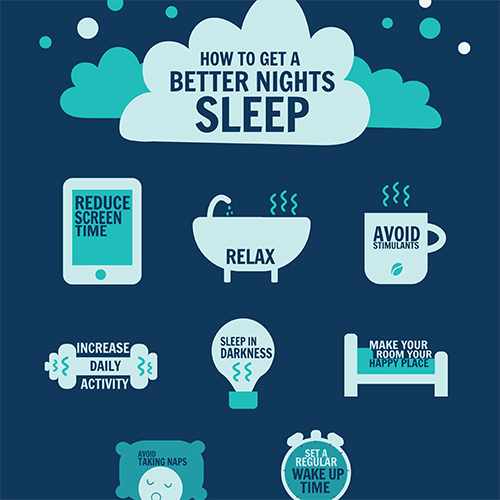 HOW TO GET A
BETTER NIGHTS
SLEEP
REDUCE
SCREEN
TIME
RELAX
AVOID
STIMULANTS
INCREASE
DAILY
ACTIVITY
SLEEP IN
DARKNESS
MAKE YOUR
ROOM YOUR
HAPPY PLACE
AVOID
TAKING NAPS
SET A
REGULAR
WAKE UP
TIME